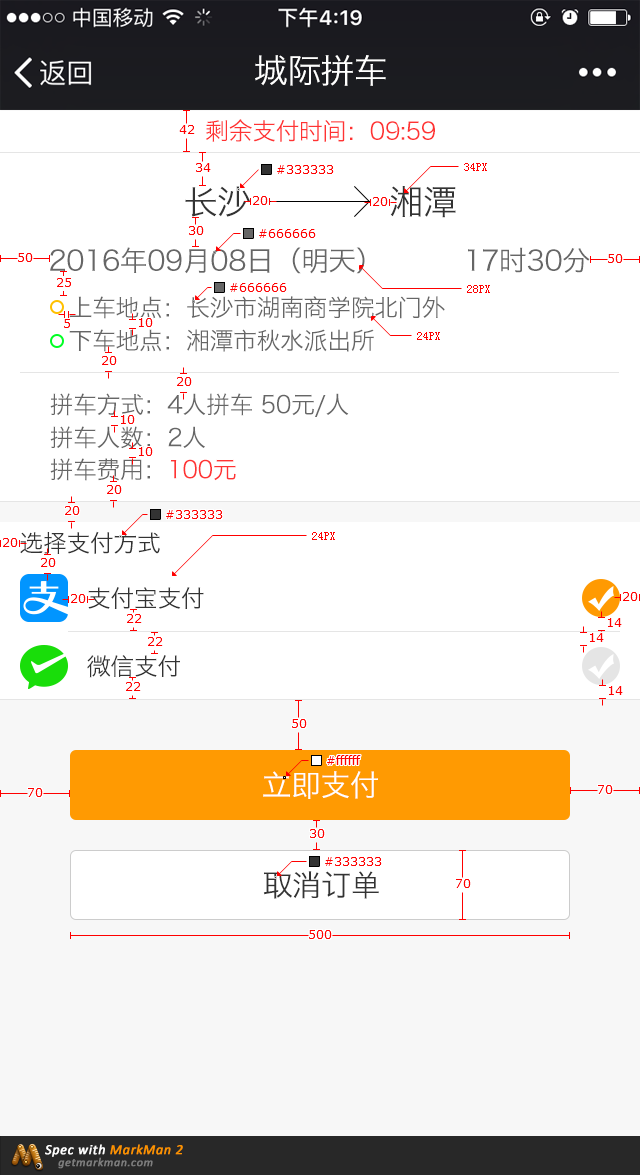 中国移动 下午4:19
返回 城际拼车
42 剩余支付时间：09:59
34 #333333 34PX
长沙 20 20 湘潭
30 #666666
50 2016年09月08日（明天） 17时30分 50
25 #666666 28PX
上车地点：长沙市湖南商学院北门外
5 10 24PX
下车地点：湘潭市秋水派出所
20
20
拼车方式：4人拼车 50元/人
10
拼车人数：2人
10
拼车费用：100元
20
20 #333333
20 选择支付方式 24PX
20
20 支付宝支付 20
22 14
22 14
微信支付
22 14
50
#ffffff
70 立即支付 70
30
#333333
取消订单 70
500
Spec with MarkMan 2
getmarkman.com